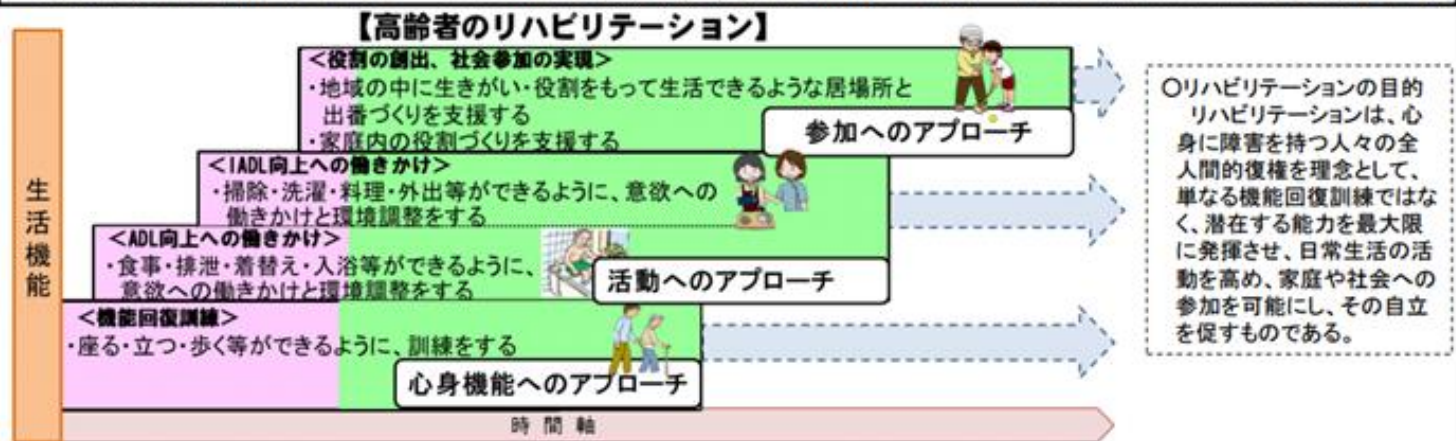 【高齢者のリハビリテーション】
生活機能
<役割の創出、社会参加の実現>
・地域の中に生きがい・役割をもって生活できるような居場所と
出番づくりを支援する
・家庭内の役割づくりを支援する
参加へのアプローチ
<IADL向上への働きかけ>
・掃除・洗濯・料理・外出等ができるように、意欲への
働きかけと環境調整をする
<ADL向上への働きかけ>
・食事・排泄・着替え・入浴等ができるように、
意欲への働きかけと環境調整をする
活動へのアプローチ
<機能回復訓練>
・座る・立つ・歩く等ができるように、訓練をする
心身機能へのアプローチ
時間軸
○リハビリテーションの目的
リハビリテーションは、心
身に障害を持つ人々の全
人間的復権を理念として、
単なる機能回復訓練ではな
く、潜在する能力を最大限
に発揮させ、日常生活の活
動を高め、家庭や社会への
参加を可能にし、その自立
を促すものである。